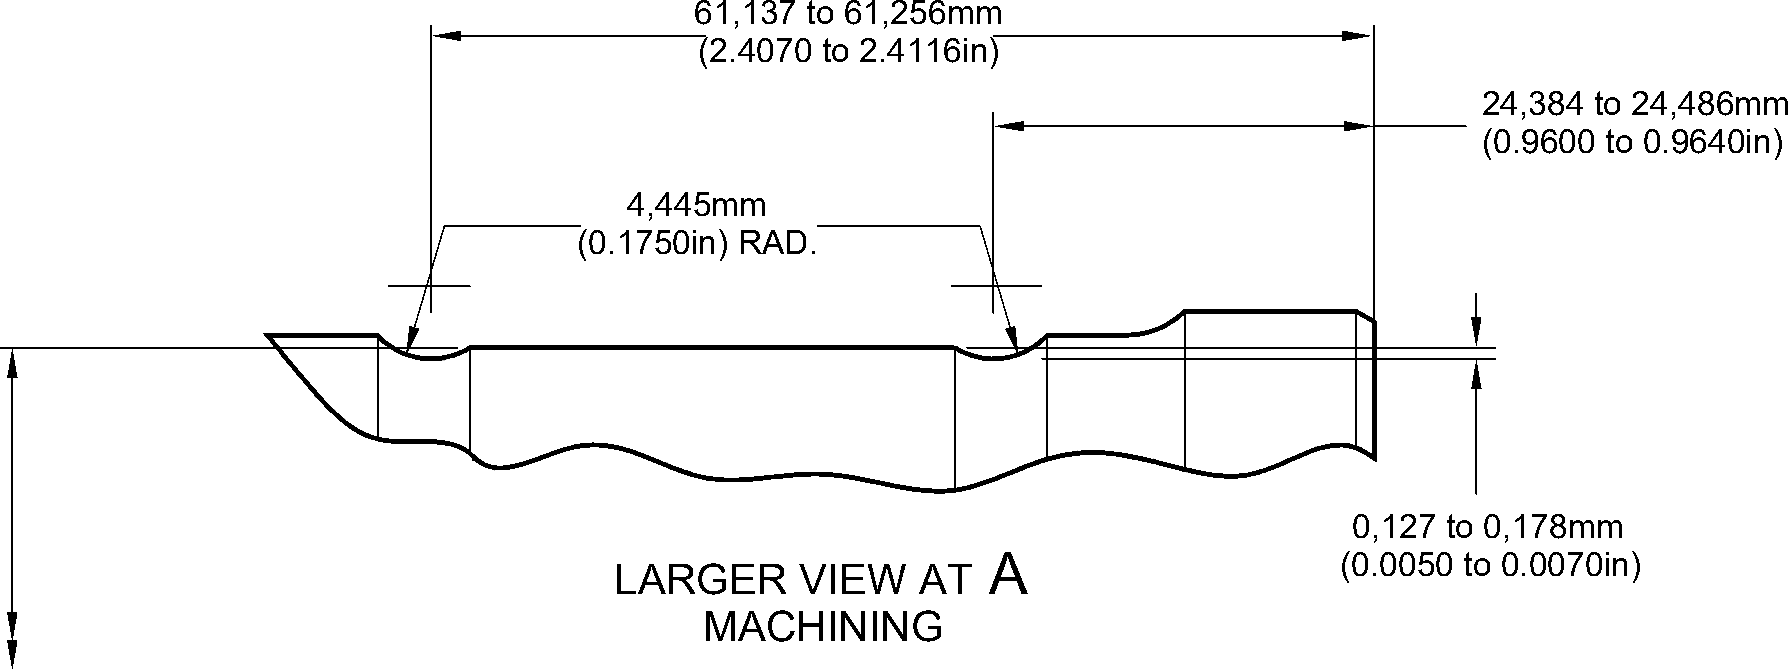 61,137 to 61,256mm
(2.4070 to 2.4116in)
24,384 to 24,486mm
(0.9600 to 0.9640in)
4,445mm
(0.1750in) RAD.
0,127 to 0,178mm
(0.0050 to 0.0070in)
LARGER VIEW AT A
MACHINING